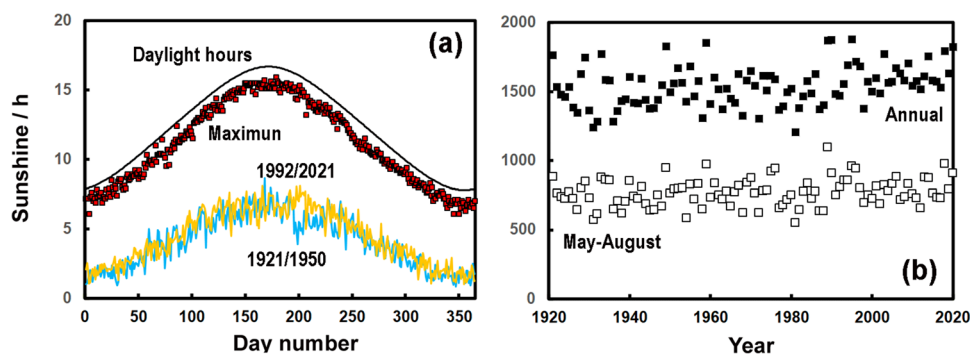 20
15
10
5
0
Sunshine / h
(a)
Daylight hours
Maximun
1992/2021
1921/1950
0 50 100 150 200 250 300 350
Day number
2000
1500
1000
500
0
Annual
May-August
(b)
1920 1940 1960 1980 2000 2020
Year